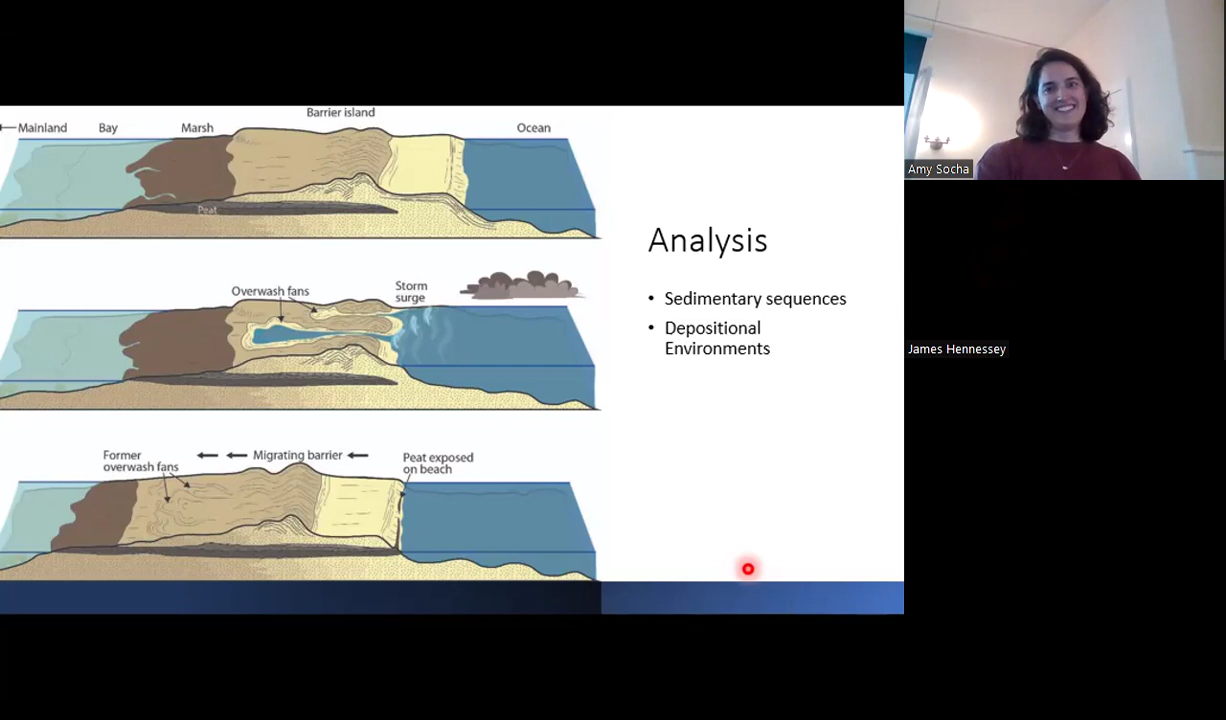 Barrier island
Mainland Bay Marsh Ocean
Peat
Overwash fans
Storm
surge
Former
overwash fans
Migrating barrier
Peat exposed
on beach
Analysis
• Sedimentary sequences
• Depositional
Environments
Amy Socha
James Hennessey